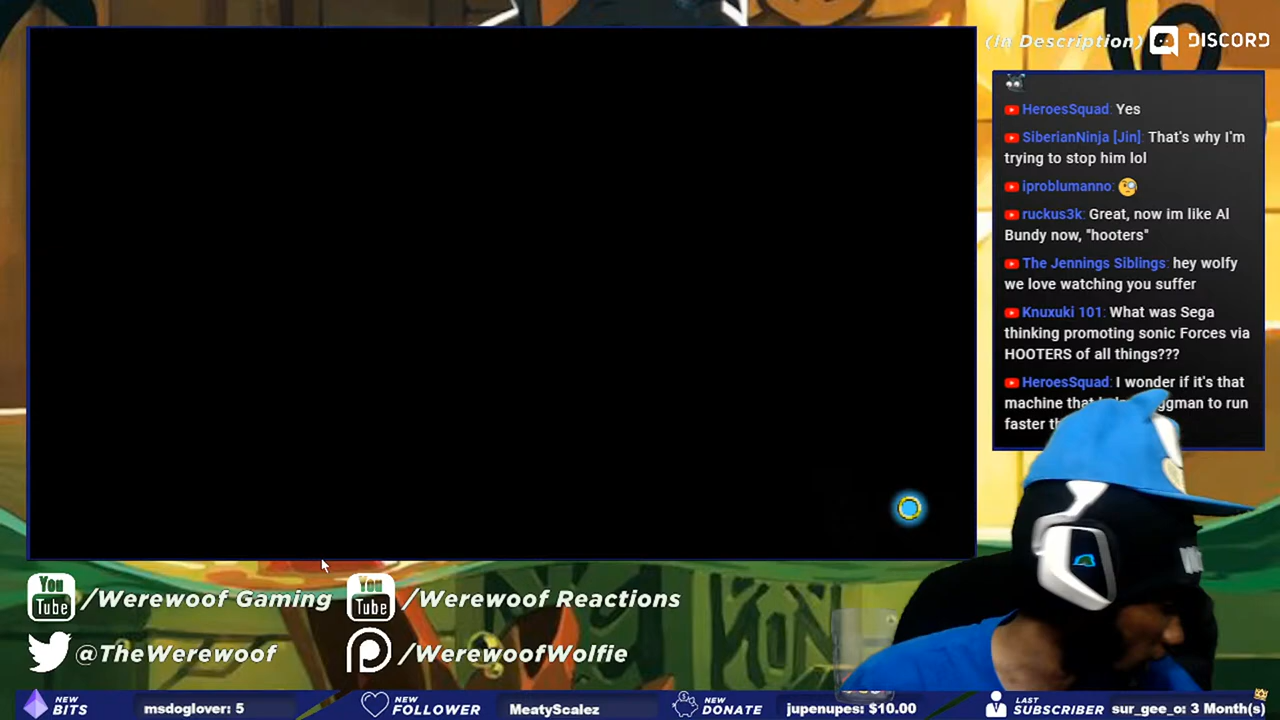 (In Description) DISCORD
HeroesSquad: Yes
SiberianNinja [Jin]: That's why I'm
trying to stop him lol
iproblumanno:
ruckus3k: Great, now im like Al
Bundy now, "hooters"
The Jennings Siblings: hey wolfy
we love watching you suffer
Knuxuki 101: What was Sega
thinking promoting sonic Forces via
HOOTERS of all things???
HeroesSquad: I wonder if it's that
machine to run
faster
You Tube /Werewoof Gaming
You Tube /Werewoof Reactions
@TheWerewoof
/WerewoofWolfie
NEW BITS msdoglover: 5
NEW FOLLOWER MeatyScalez
NEW DONATE jupenupes: $10.00
LAST SUBSCRIBER sur_gee_o: 3 Month(s)